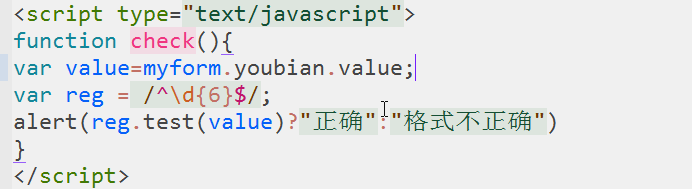 <script type="text/javascript">
function check(){
var value=myform.youbian.value;
var reg = /^\d{6}$/;
alert(reg.test(value)?"正确":"格式不正确")
}
</script>